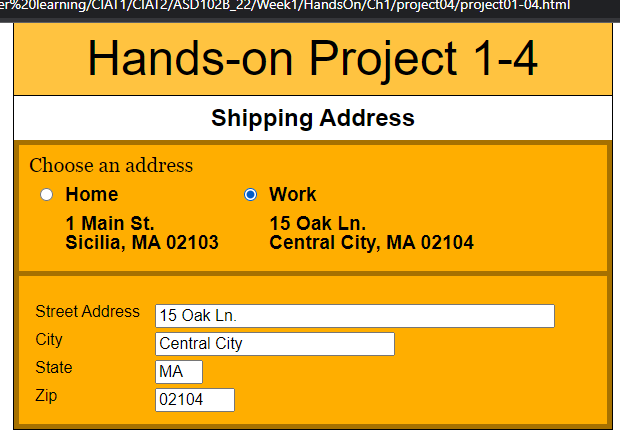 er%20learning/CIAT1/CIAT2/ASD102B_22/Week1/HandsOn/Ch1/project04/project01-04.html
Hands-on Project 1-4
Shipping Address
Choose an address
Home
1 Main St.
Sicilia, MA 02103
Work
15 Oak Ln.
Central City, MA 02104
Street Address 15 Oak Ln.
City Central City
State MA
Zip 02104